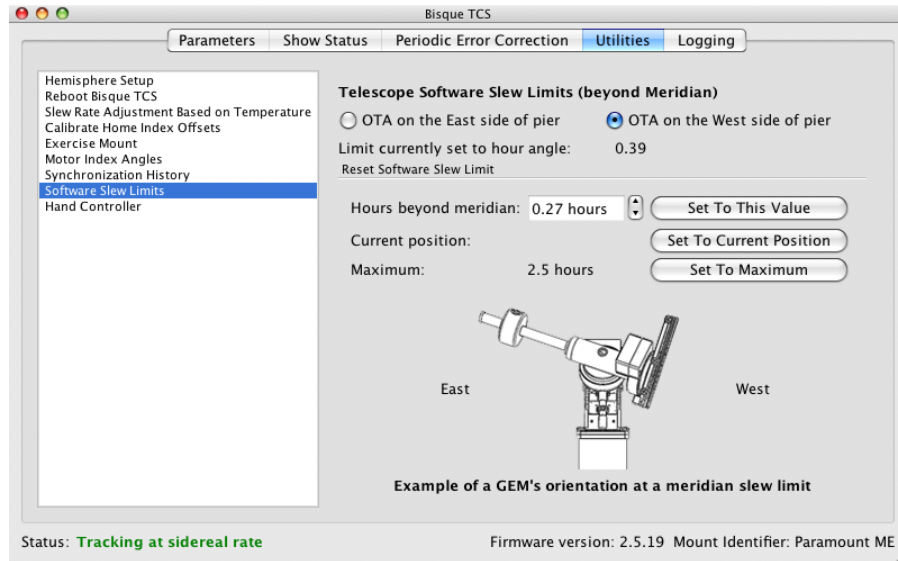 Bisque TCS
Parameters Show Status Periodic Error Correction Utilities Logging
Hemisphere Setup
Reboot Bisque TCS
Slew Rate Adjustment Based on Temperature
Calibrate Home Index Offsets
Exercise Mount
Motor Index Angles
Synchronization History
Software Slew Limits
Hand Controller
Telescope Software Slew Limits (beyond Meridian)
OTA on the East side of pier OTA on the West side of pier
Limit currently set to hour angle: 0.39
Reset Software Slew Limit
Hours beyond meridian: 0.27 hours Set To This Value
Current position: Set To Current Position
Maximum: 2.5 hours Set To Maximum
East West
Example of a GEM's orientation at a meridian slew limit
Status: Tracking at sidereal rate Firmware version: 2.5.19 Mount Identifier: Paramount ME